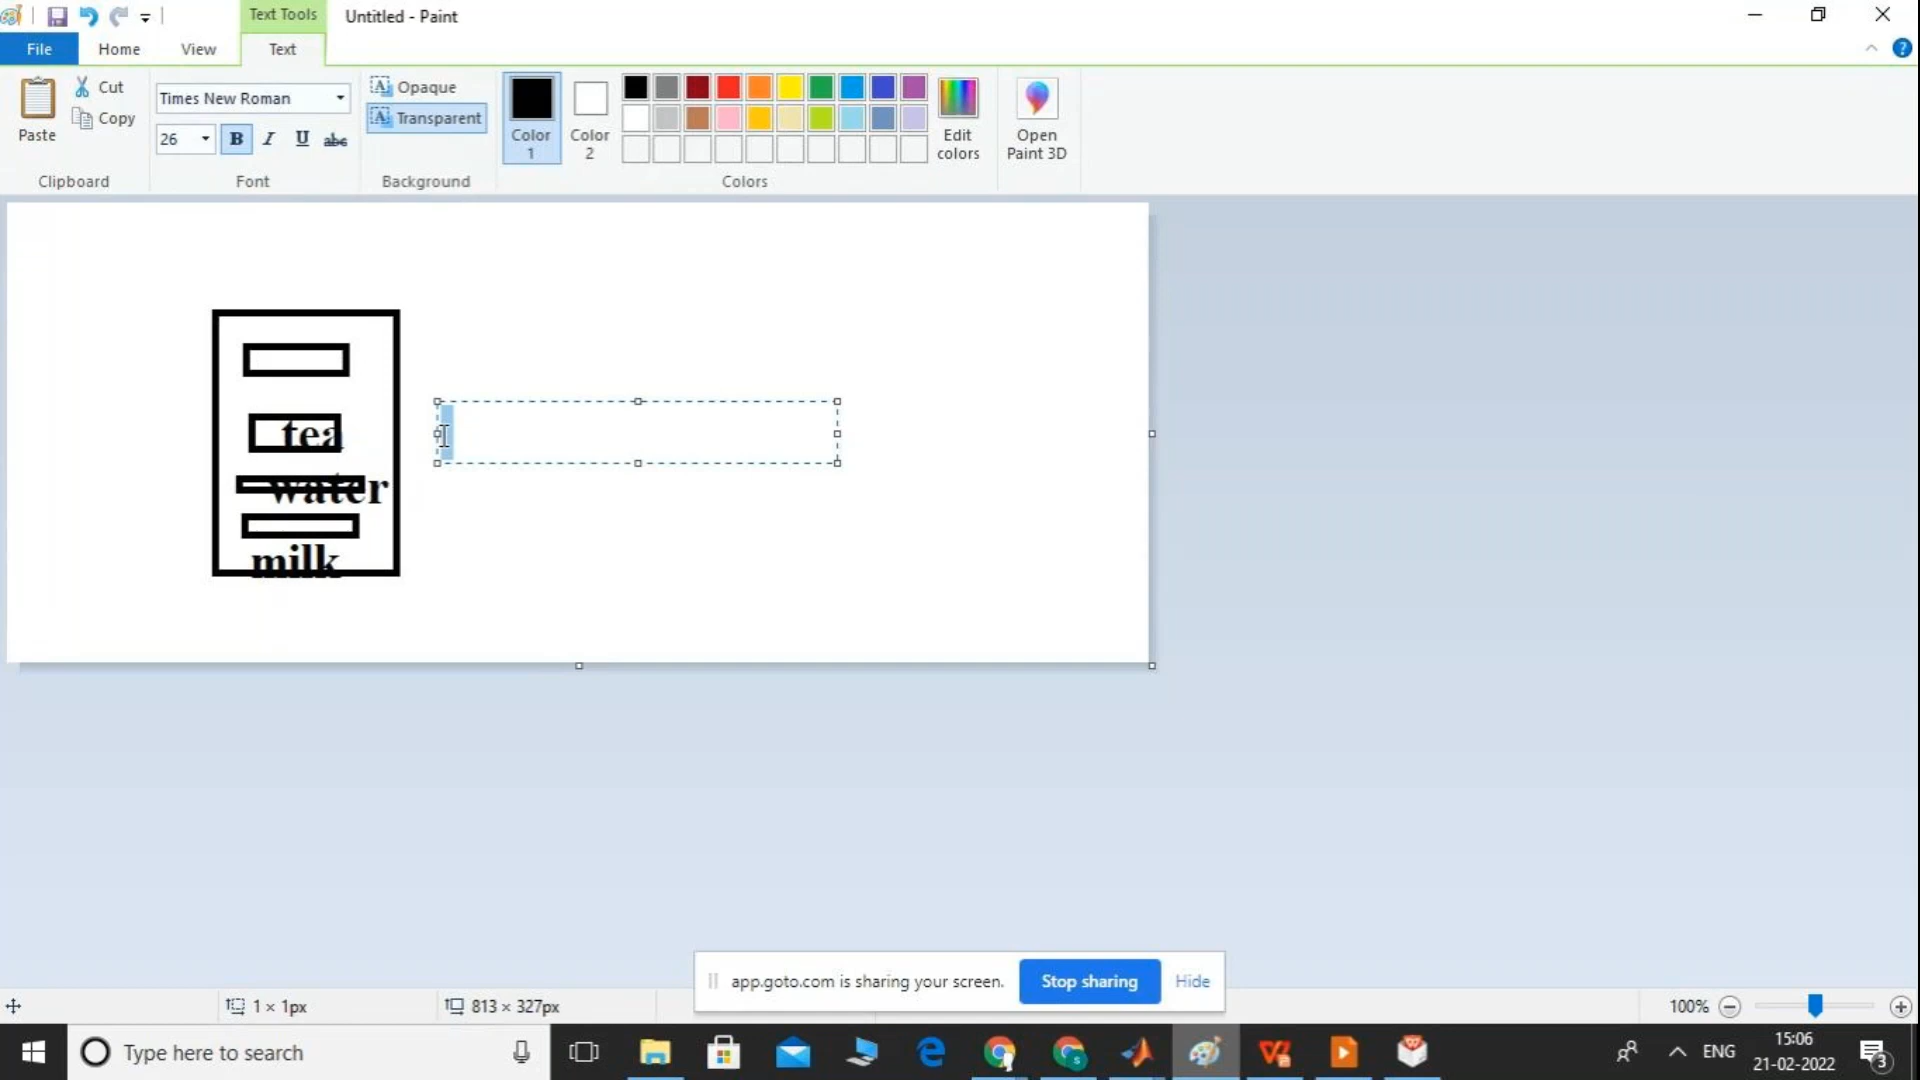 Text Tools
Untitled - Paint
File
Home
View
Text
Paste
Cut
Copy
Clipboard
Times New Roman
26
B I U abc
Font
A Opaque
A Transparent
Background
Color
1
Color
2
Edit
colors
Colors
Open
Paint 3D
tea
water
milk
app.goto.com is sharing your screen.
Stop sharing
Hide
1 × 1px
813 × 327px
100%
Type here to search
ENG
15:06
21-02-2022
3